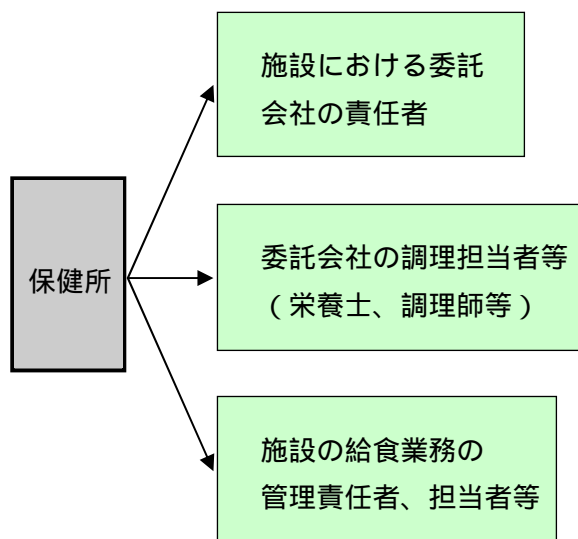 施設における委託
会社の責任者
保健所
委託会社の調理担当者等
(栄養士、調理師等)
施設の給食業務の
管理責任者、担当者等